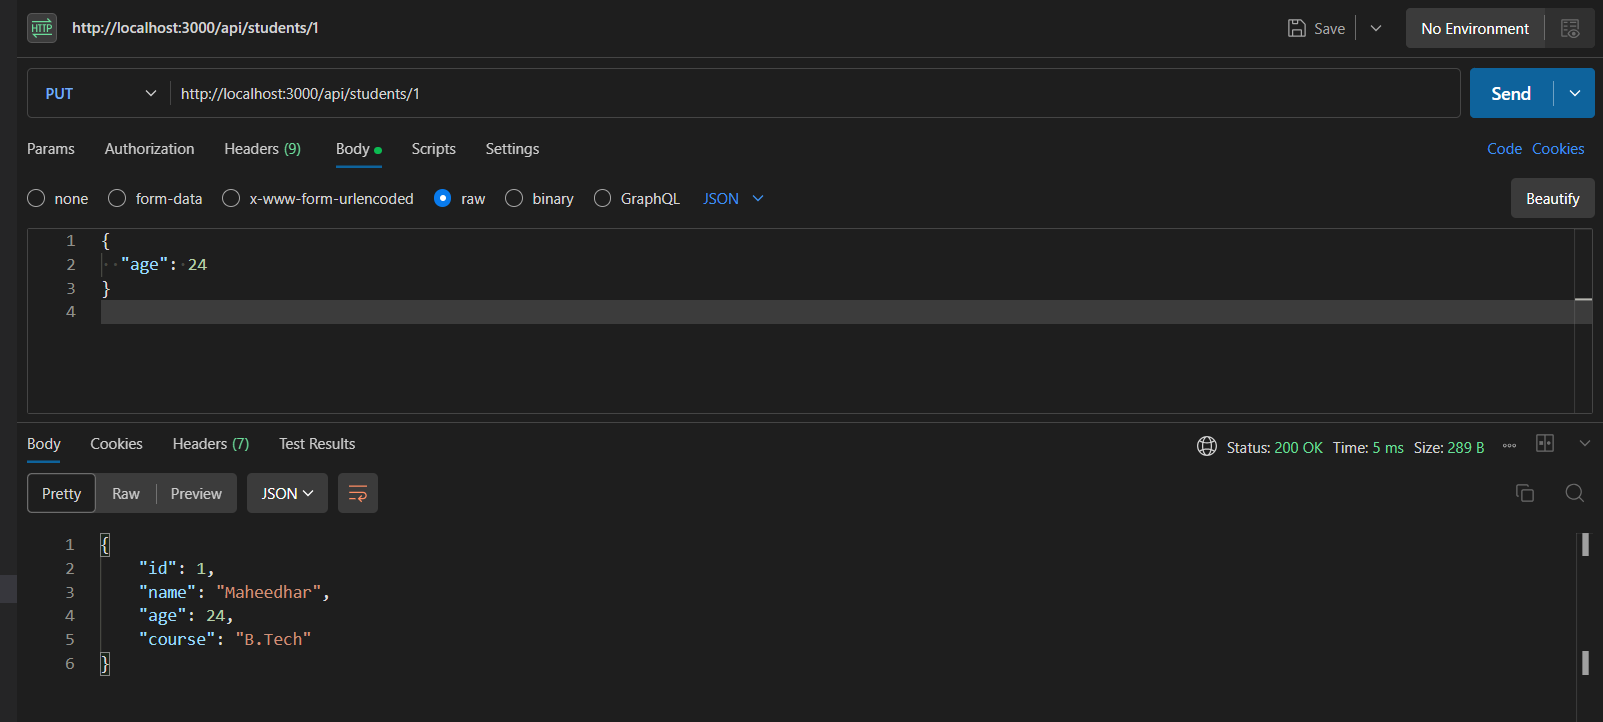 HTTP http://localhost:3000/api/students/1 Save No Environment
PUT http://localhost:3000/api/students/1 Send
Params Authorization Headers (9) Body Scripts Settings Code Cookies
none form-data x-www-form-urlencoded raw binary GraphQL JSON Beautify
1 {
2 "age": 24
3 }
4
Body Cookies Headers (7) Test Results Status: 200 OK Time: 5 ms Size: 289 B
Pretty Raw Preview JSON
1 {
2 "id": 1,
3 "name": "Maheedhar",
4 "age": 24,
5 "course": "B.Tech"
6 }